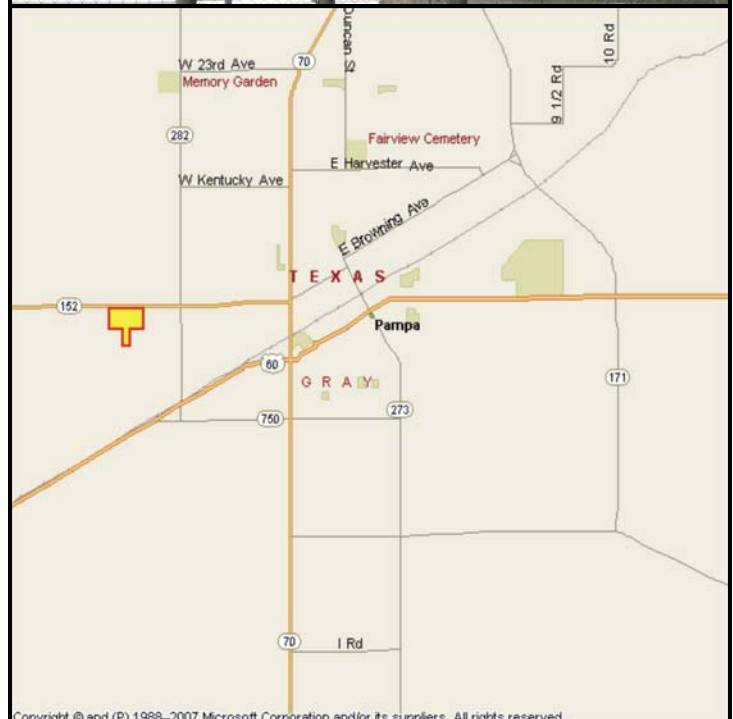 Duncan St
10 Rd
W 23rd Ave
70
Memory Garden
9 1/2 Rd
282
Fairview Cemetery
E Harvester Ave
W Kentucky Ave
E Browning Ave
TEXAS
152
Pampa
60
GRAY
171
273
750
70
I Rd
Copyright © and (P) 1988–2007 Microsoft Corporation and/or its suppliers. All rights reserved.